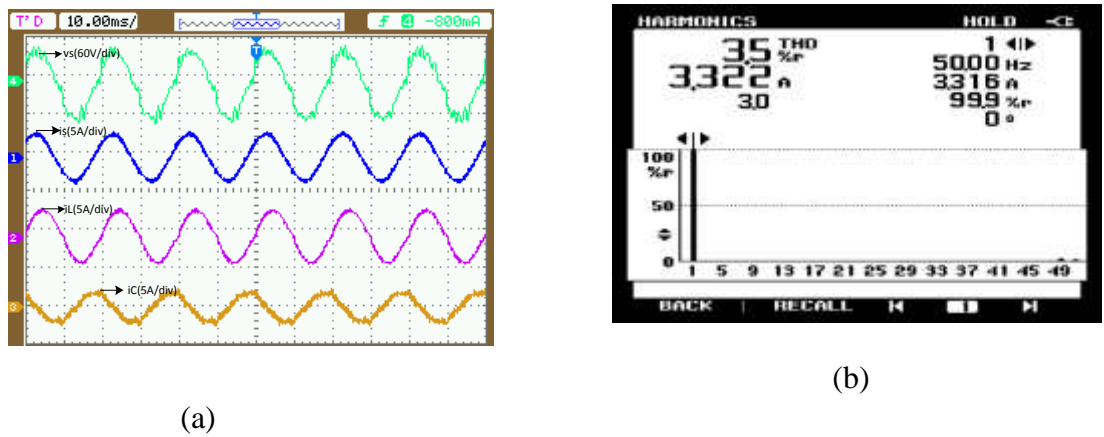 T'D 10.00ms/ T f 4 -800mA
T
vs(60V/div)
4
is(5A/div)
1
iL(5A/div)
2
iC(5A/div)
3
(a)
HARMONICS HOLD
3.5 THD %r
3.322 A
3.0
1
50.00 Hz
3.316 A
99.9 %r
0 °
100
%r
50
0
1 5 9 13 17 21 25 29 33 37 41 45 49
BACK RECALL
(b)